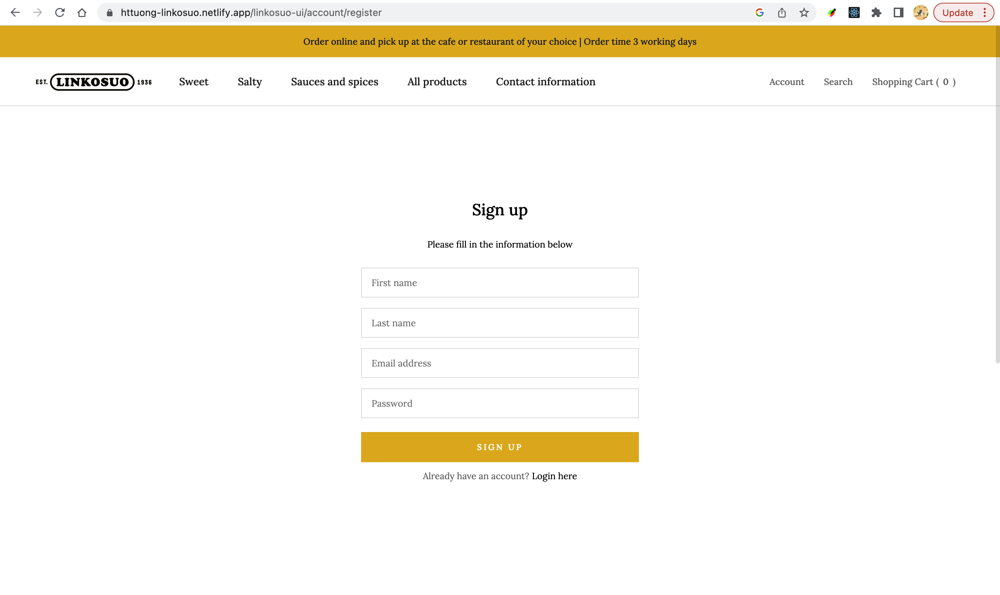 httuong-linkosuo.netlify.app/linkosuo-ui/account/register
Update
Order online and pick up at the cafe or restaurant of your choice | Order time 3 working days
EST. LINKOSUO 1936
Sweet
Salty
Sauces and spices
All products
Contact information
Account
Search
Shopping Cart ( 0 )
Sign up
Please fill in the information below
First name
Last name
Email address
Password
SIGN UP
Already have an account? Login here